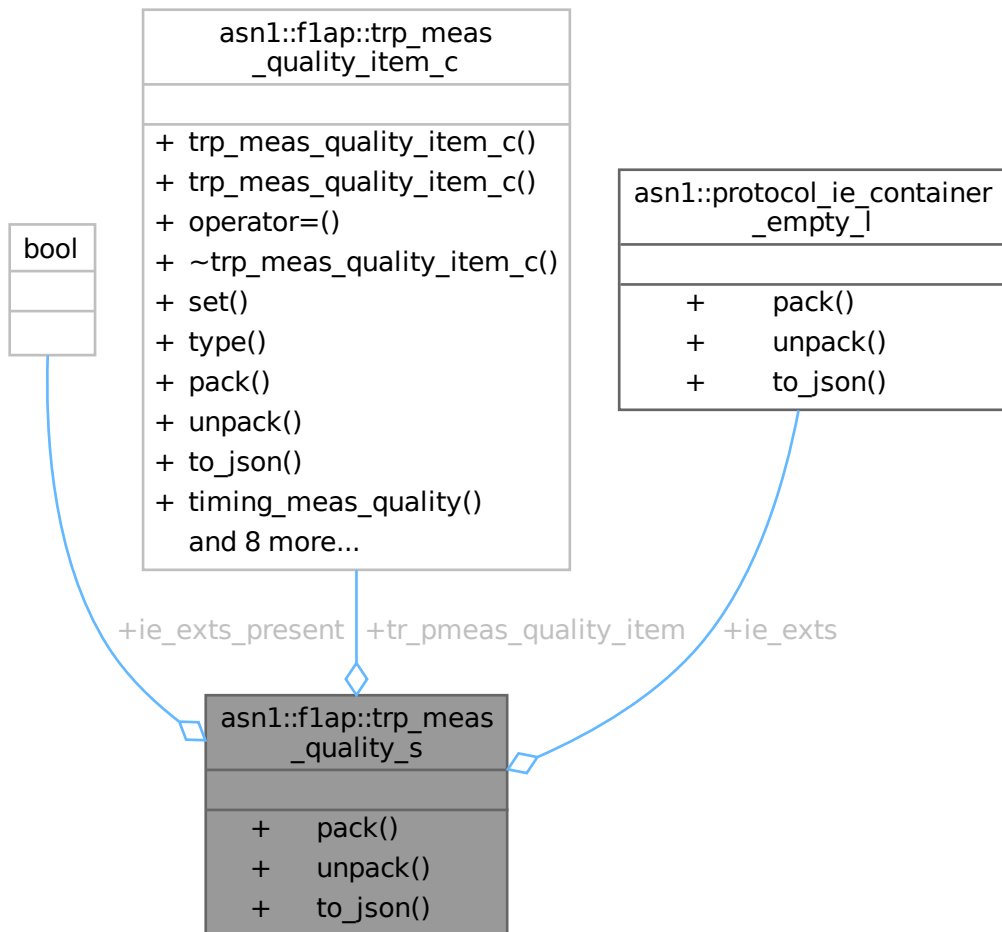 asn1::f1ap::trp_meas
_quality_item_c
+ trp_meas_quality_item_c()
+ trp_meas_quality_item_c()
+ operator=()
+ ~trp_meas_quality_item_c()
+ set()
+ type()
+ pack()
+ unpack()
+ to_json()
+ timing_meas_quality()
and 8 more...
bool
asn1::protocol_ie_container
_empty_l
+ pack()
+ unpack()
+ to_json()
+ie_exts_present
+tr_pmeas_quality_item
+ie_exts
asn1::f1ap::trp_meas
_quality_s
+ pack()
+ unpack()
+ to_json()